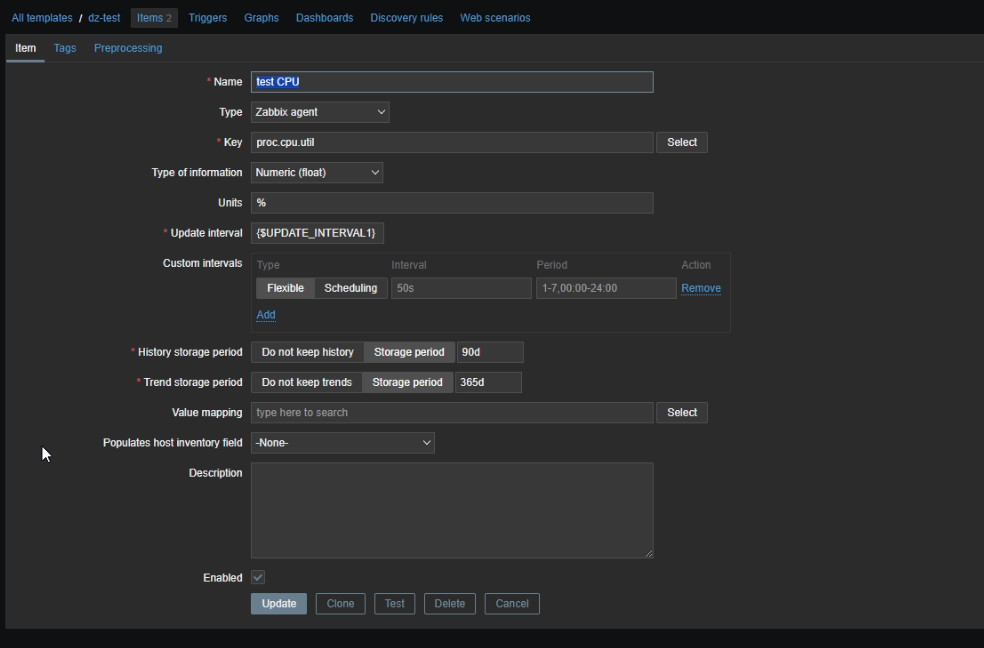 All templates / dz-test Items 2 Triggers Graphs Dashboards Discovery rules Web scenarios
Item Tags Preprocessing
* Name test CPU
Type Zabbix agent
* Key proc.cpu.util Select
Type of information Numeric (float)
Units %
* Update interval {$UPDATE_INTERVAL1}
Custom intervals Type Interval Period Action
Flexible Scheduling 50s 1-7,00:00-24:00 Remove
Add
* History storage period Do not keep history Storage period 90d
* Trend storage period Do not keep trends Storage period 365d
Value mapping type here to search Select
Populates host inventory field -None-
Description
Enabled
Update Clone Test Delete Cancel